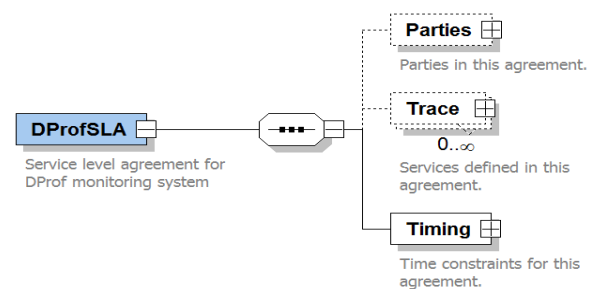 Parties
Parties in this agreement.
Trace
0..∞
DProfSLA
Service level agreement for
DProf monitoring system
Services defined in this
agreement.
Timing
Time constraints for this
agreement.